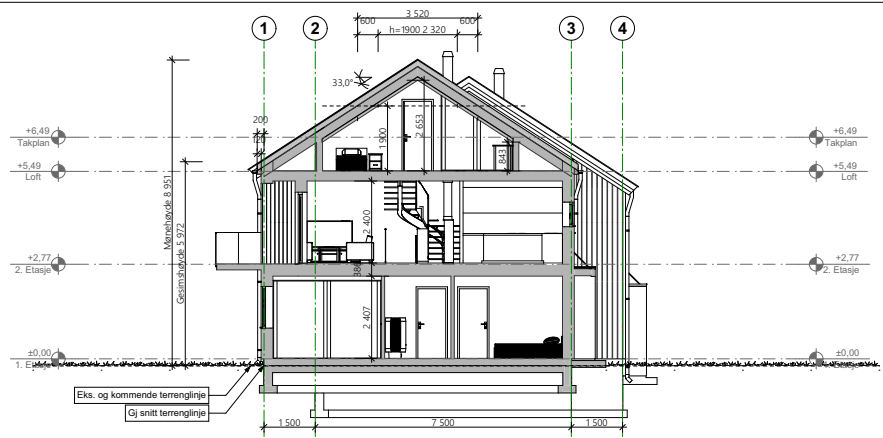 3 520
600
600
h=1900 2 320
1
2
3
4
33,0°
200
120
2 653
1 900
843
+6,49
Takplan
+6,49
Takplan
+5,49
Loft
+5,49
Loft
Mønehøyde 8 951
Gesimshøyde 5 972
2 400
386
+2,77
2. Etasje
+2,77
2. Etasje
2 407
±0,00
1. Etasje
±0,00
1. Etasje
Eks. og kommende terrenglinje
Gj snitt terrenglinje
1 500
7 500
1 500